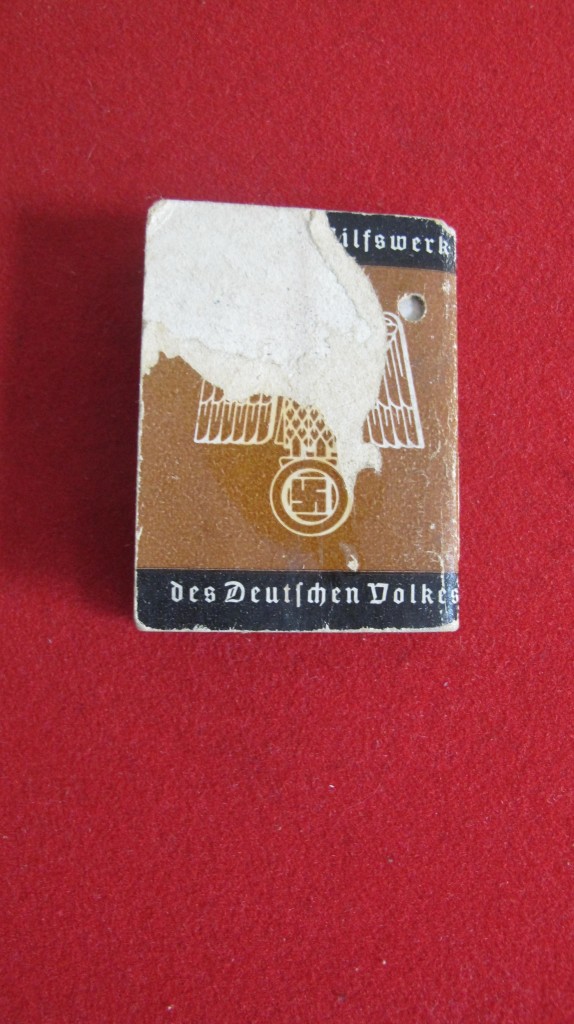 ilfswerk
des Deutschen Volkes